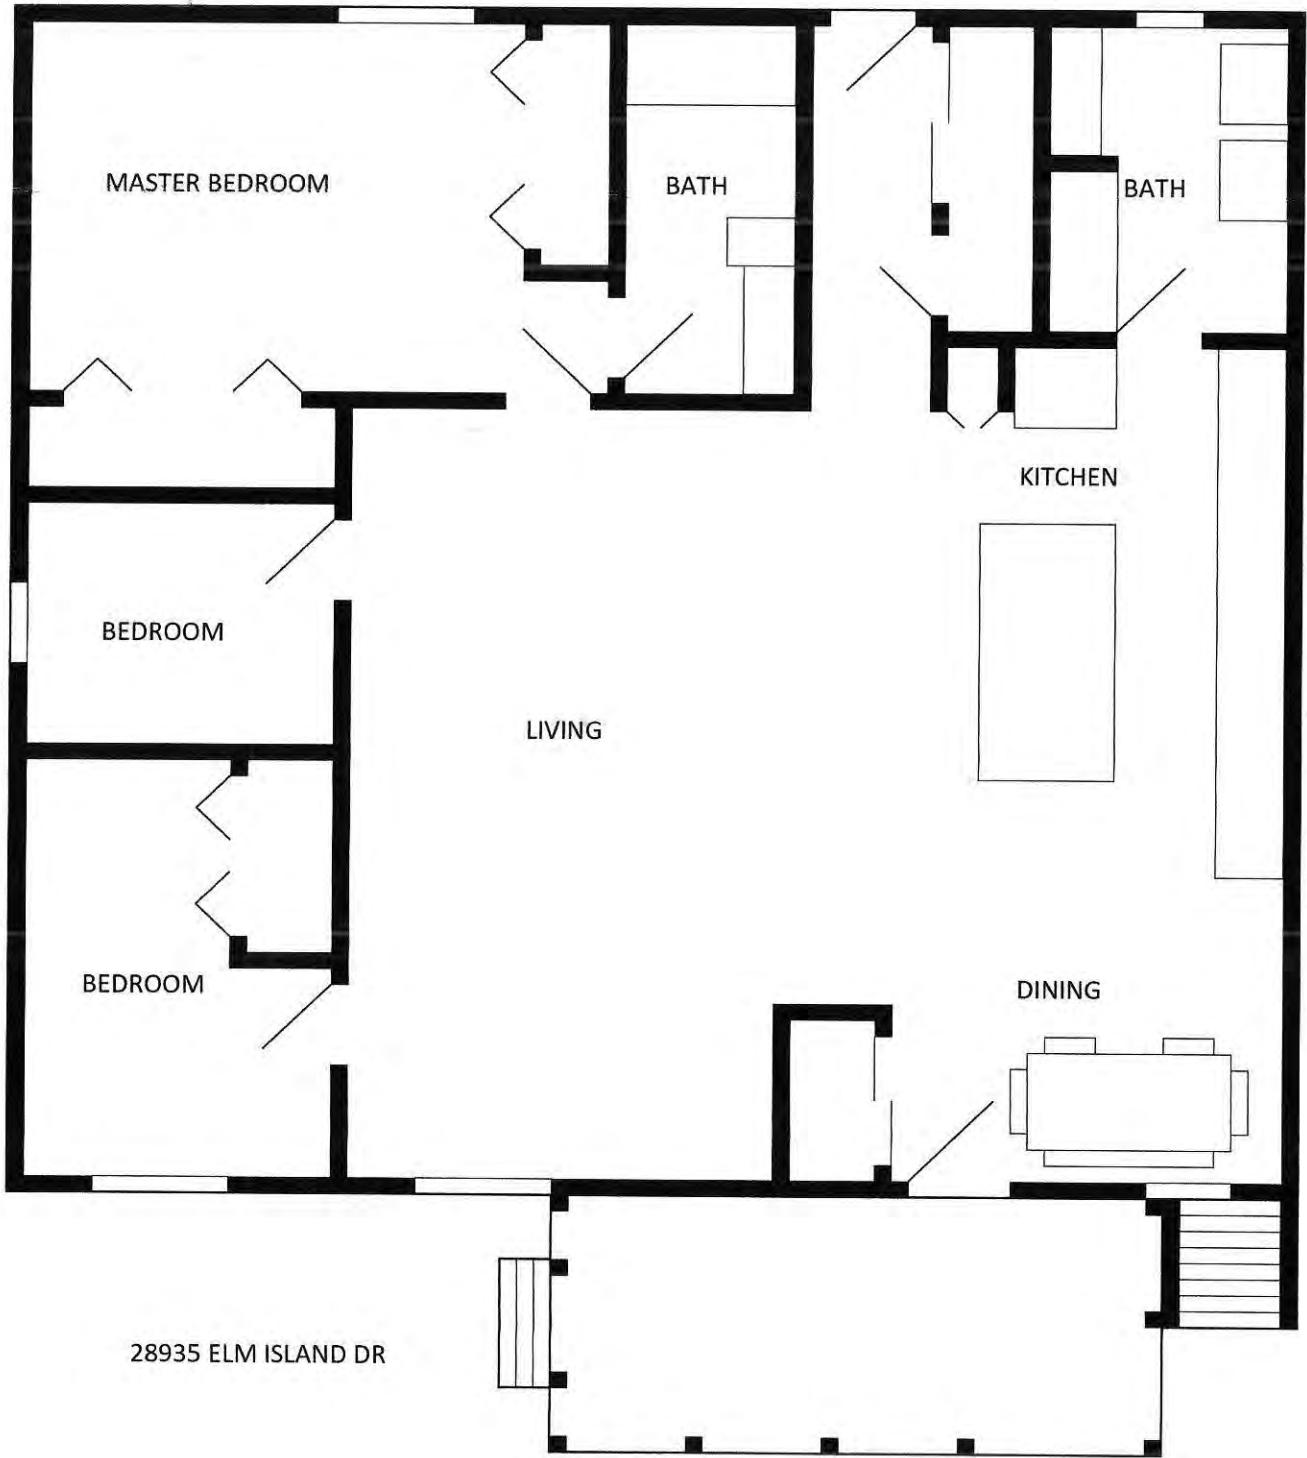 MASTER BEDROOM
BATH
BATH
KITCHEN
BEDROOM
LIVING
BEDROOM
DINING
28935 ELM ISLAND DR